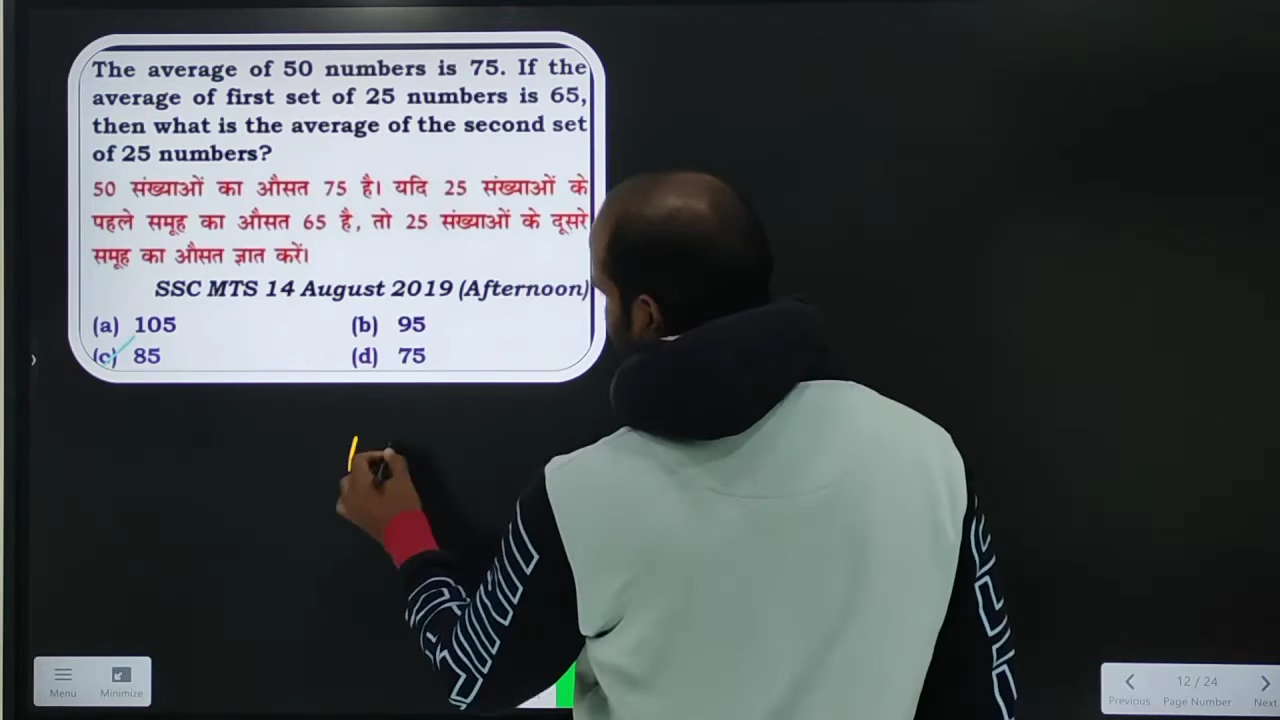 The average of 50 numbers is 75. If the
average of first set of 25 numbers is 65,
then what is the average of the second set
of 25 numbers?
50 संख्याओं का औसत 75 है। यदि 25 संख्याओं के
पहले समूह का औसत 65 है, तो 25 संख्याओं के दूसरे
समूह का औसत ज्ञात करें।
SSC MTS 14 August 2019 (Afternoon)
(a) 105 (b) 95
(c) 85 (d) 75
Menu Minimize
12 / 24
Previous Page Number Next